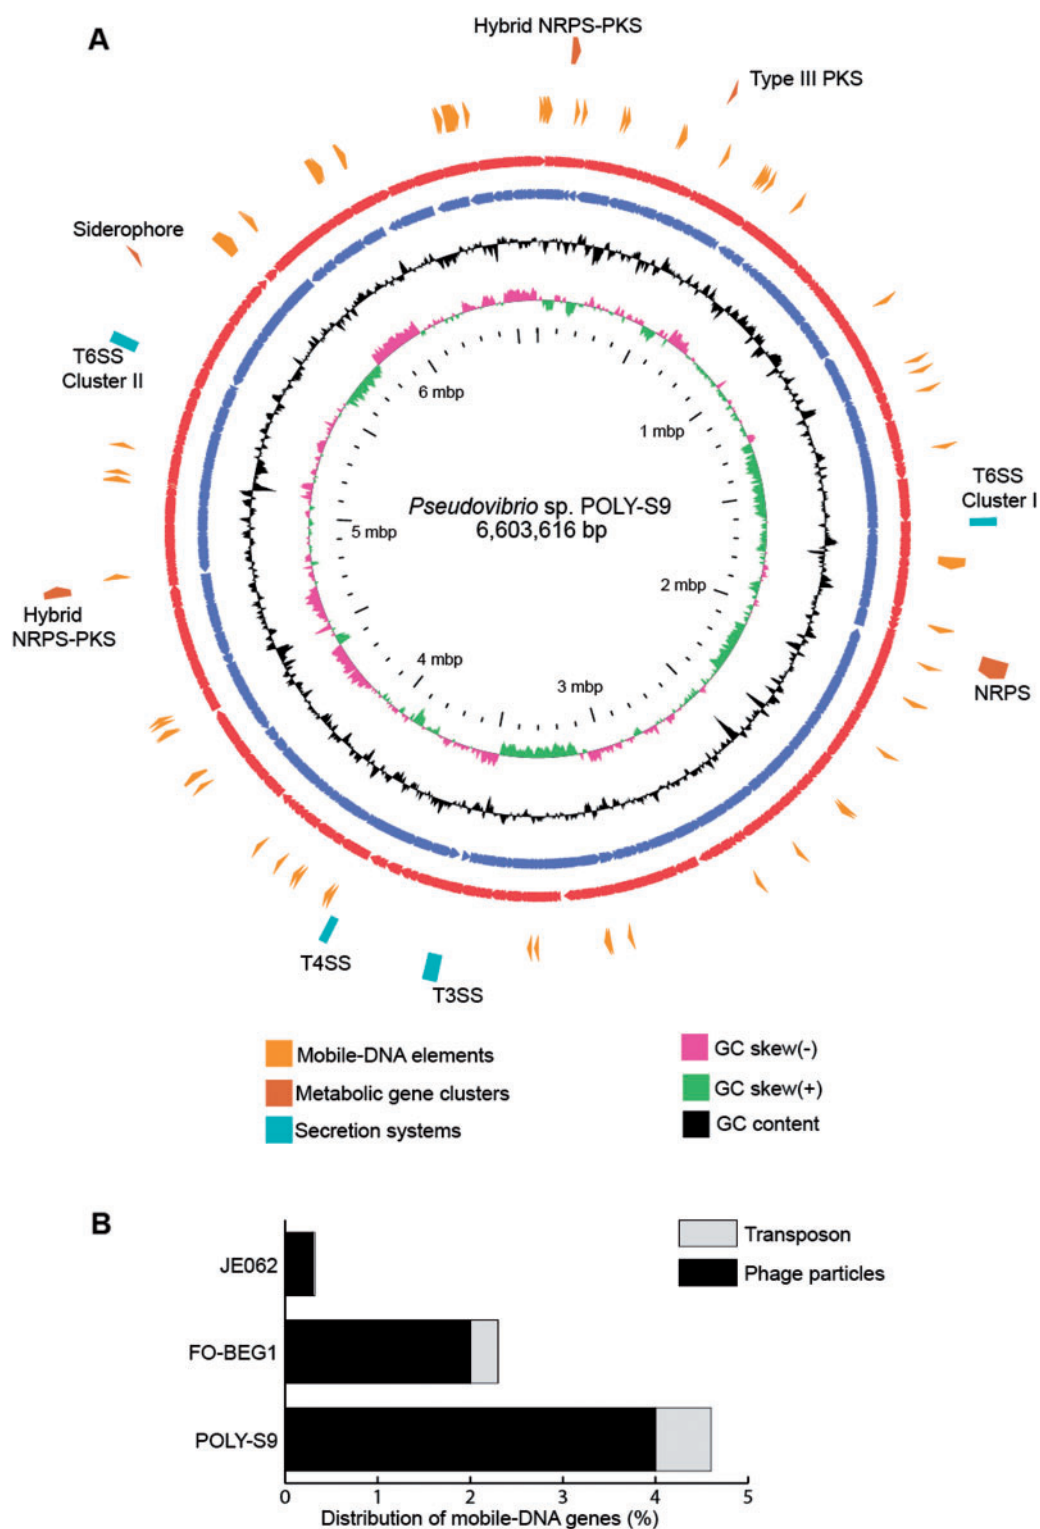 A
Hybrid NRPS-PKS
Type III PKS
Siderophore
T6SS
Cluster II
6 mbp
1 mbp
T6SS
Cluster I
Pseudovibrio sp. POLY-S9
6,603,616 bp
5 mbp
2 mbp
Hybrid
NRPS-PKS
4 mbp
3 mbp
NRPS
T4SS
T3SS
Mobile-DNA elements
Metabolic gene clusters
Secretion systems
GC skew(-)
GC skew(+)
GC content
B
Transposon
Phage particles
JE062
FO-BEG1
POLY-S9
0 1 2 3 4 5
Distribution of mobile-DNA genes (%)